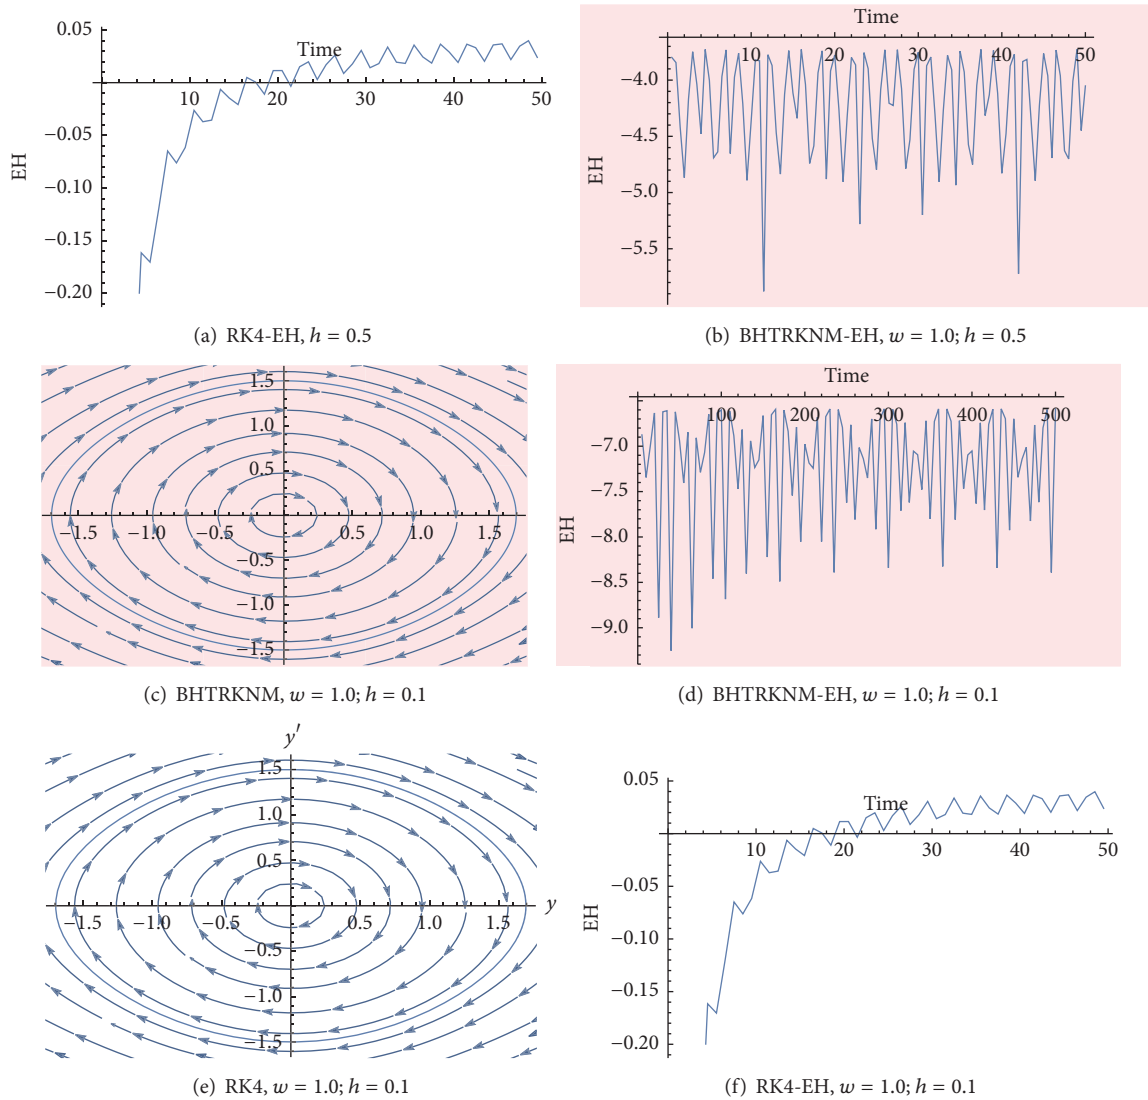 0.05
Time
10 20 30 40 50
−0.05
−0.10
−0.15
−0.20
EH
(a) RK4-EH, h = 0.5
Time
10 20 30 40 50
−4.0
−4.5
−5.0
−5.5
EH
(b) BHTRKNM-EH, w = 1.0; h = 0.5
1.5
1.0
0.5
−1.5 −1.0 −0.5 0.5 1.0 1.5
−0.5
−1.0
−1.5
(c) BHTRKNM, w = 1.0; h = 0.1
Time
100 200 300 400 500
−7.0
−7.5
−8.0
−8.5
−9.0
EH
(d) BHTRKNM-EH, w = 1.0; h = 0.1
y′
1.5
1.0
0.5
y
−1.5 −1.0 −0.5 0.5 1.0 1.5
−0.5
−1.0
−1.5
(e) RK4, w = 1.0; h = 0.1
0.05
Time
10 20 30 40 50
−0.05
−0.10
−0.15
−0.20
EH
(f) RK4-EH, w = 1.0; h = 0.1